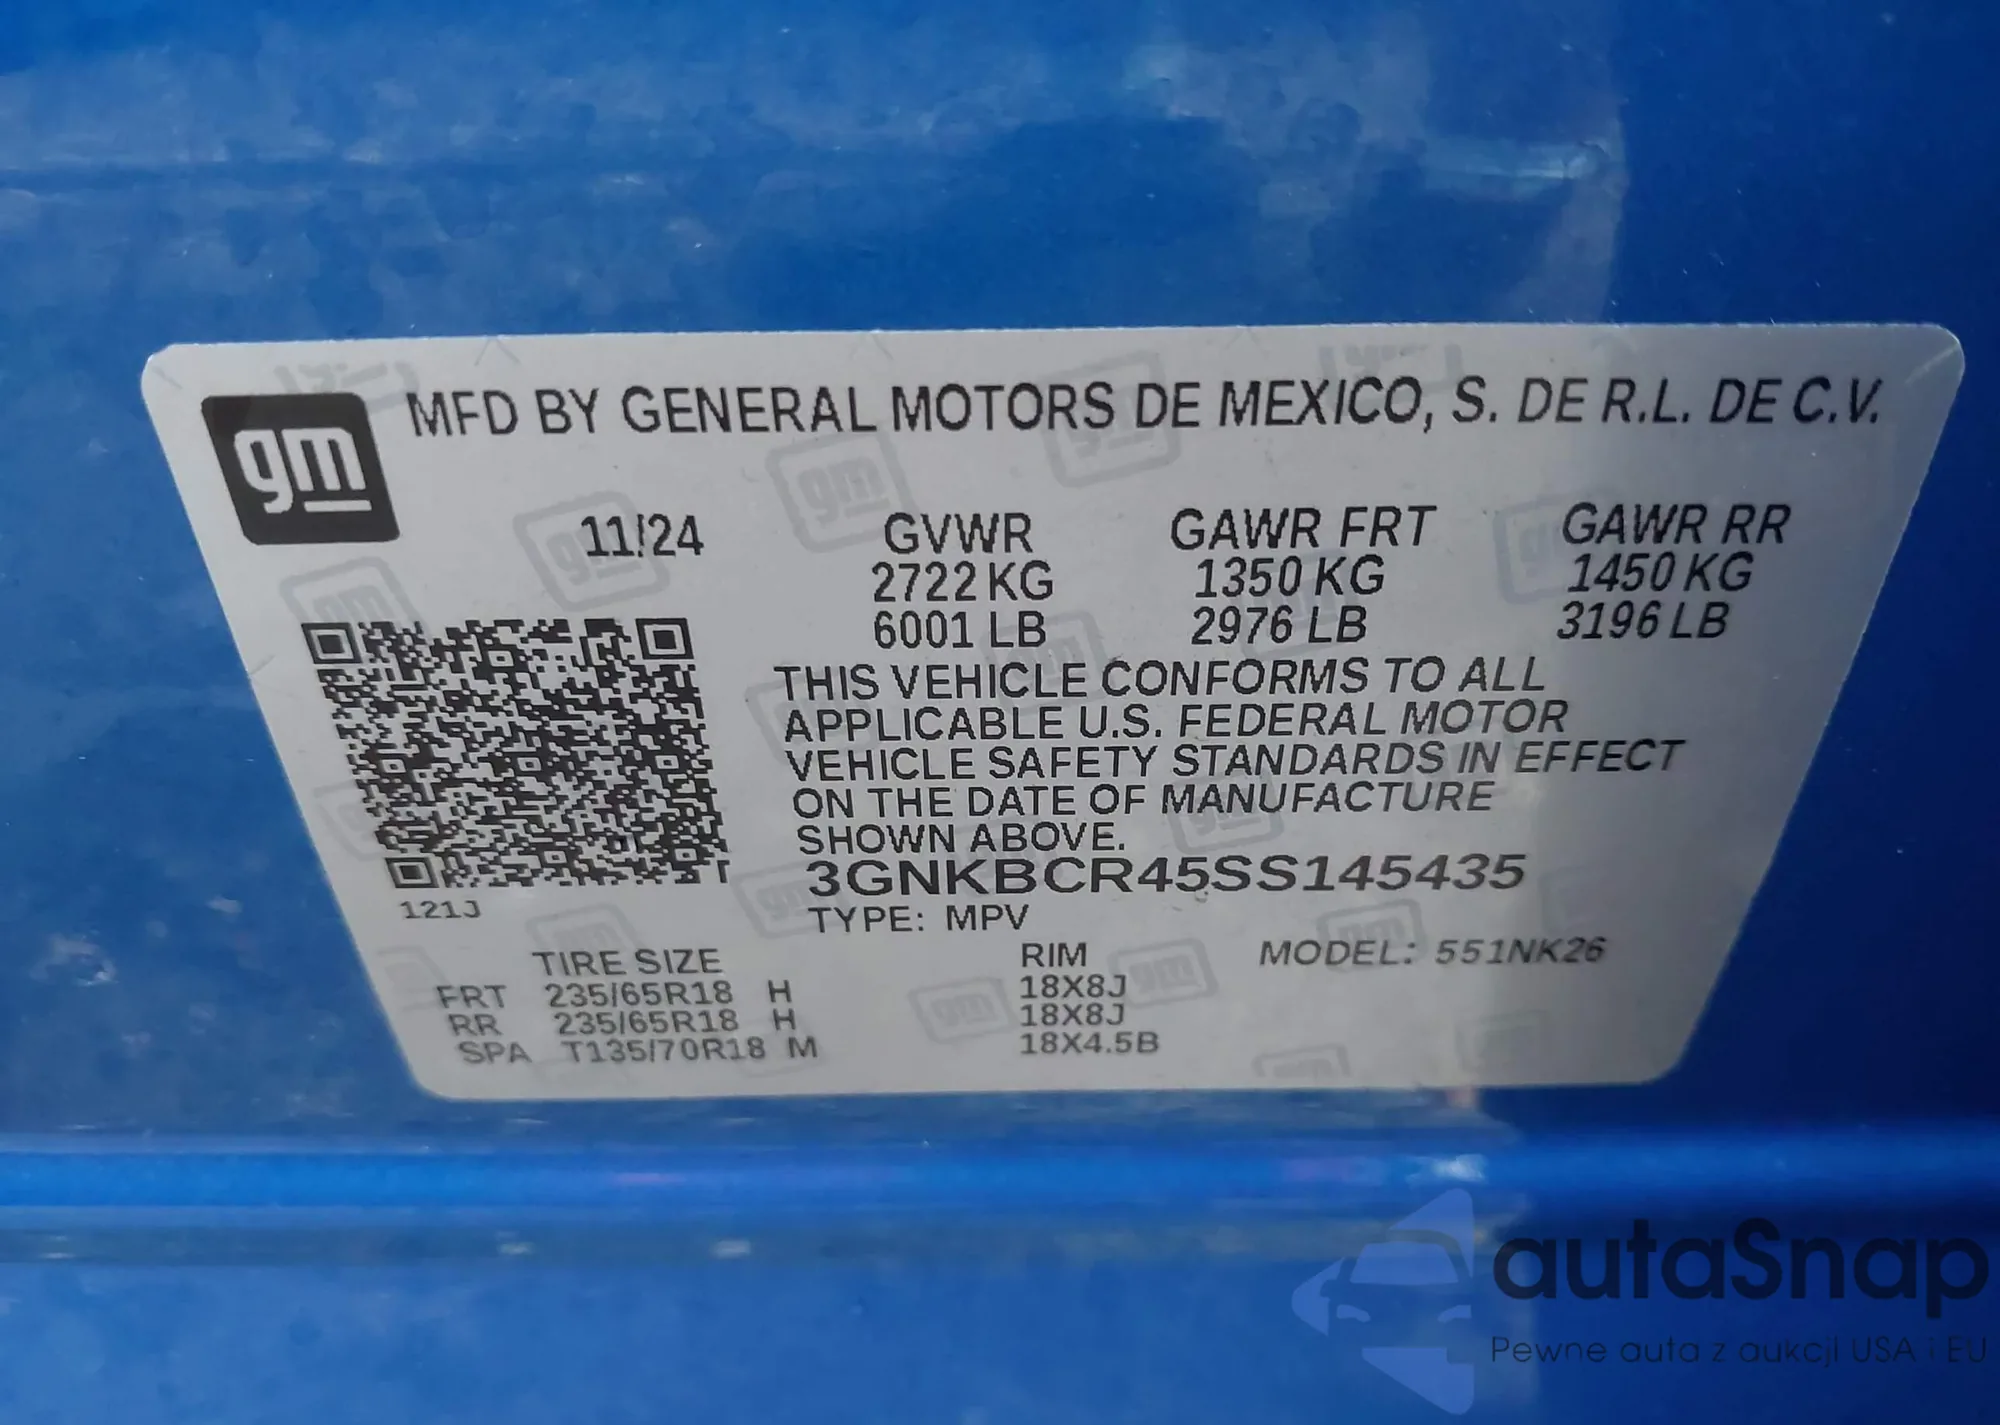 gm
MFD BY GENERAL MOTORS DE MEXICO, S. DE R.L. DE C.V.
11/24 GVWR GAWR FRT GAWR RR
2722 KG 1350 KG 1450 KG
6001 LB 2976 LB 3196 LB
THIS VEHICLE CONFORMS TO ALL
APPLICABLE U.S. FEDERAL MOTOR
VEHICLE SAFETY STANDARDS IN EFFECT
ON THE DATE OF MANUFACTURE
SHOWN ABOVE.
3GNKBCR45SS145435
121J
TYPE: MPV
TIRE SIZE RIM MODEL: 551NK26
FRT 235/65R18 H 18X8J
RR 235/65R18 H 18X8J
SPA T135/70R18 M 18X4.5B
autaSnap
Pewne auta z aukcji USA i EU